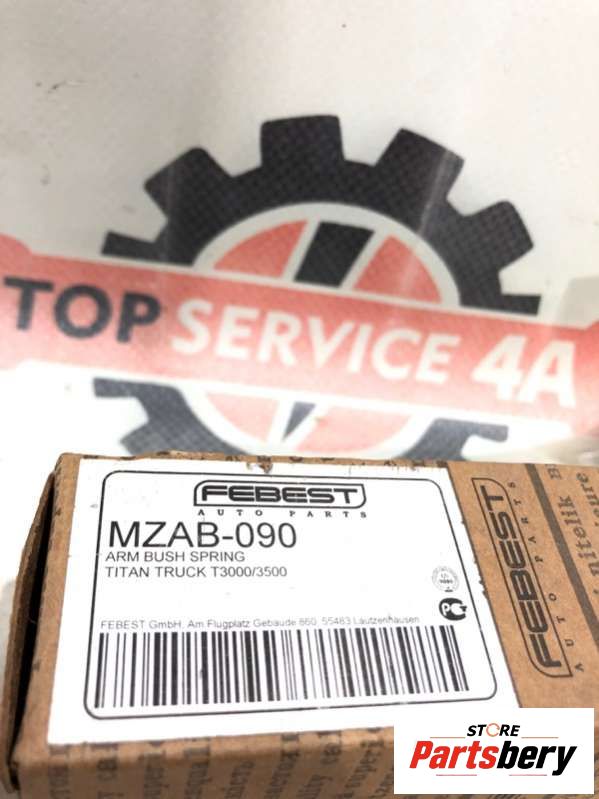 TOP SERVICE 4A
FEBEST
AUTO PARTS
MZAB-090
ARM BUSH SPRING
TITAN TRUCK T3000/3500
FEBEST GmbH, Am Flugplatz Gebaude 860, 55483 Lautzenhausen
FEBEST
AUTO PARTS
nitelik
STORE
Partsbery